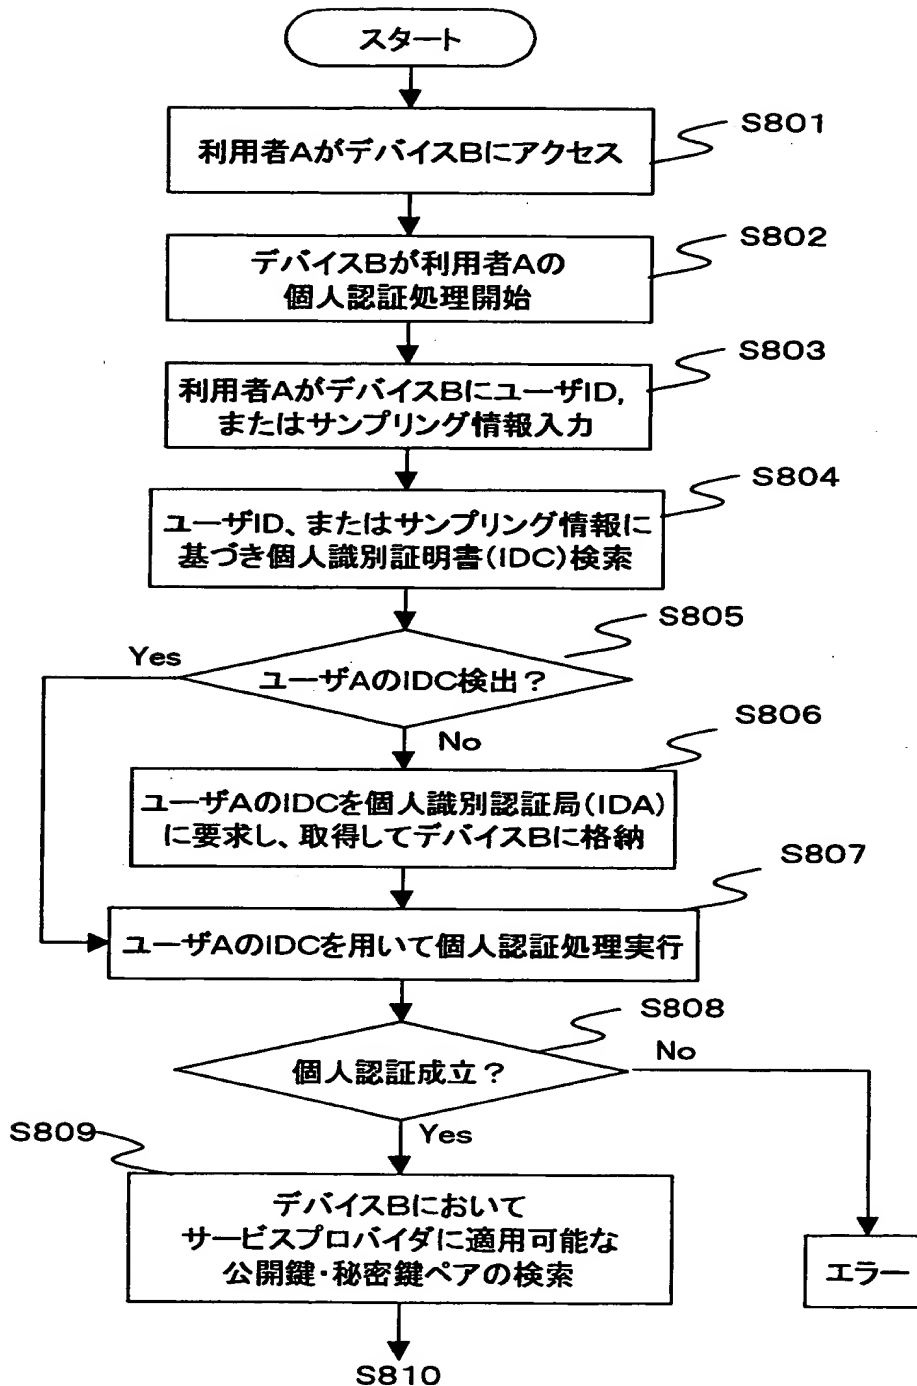 スタート
S801
利用者AがデバイスBにアクセス
S802
デバイスBが利用者Aの
個人認証処理開始
S803
利用者AがデバイスBにユーザID,
またはサンプリング情報入力
S804
ユーザID、またはサンプリング情報に
基づき個人識別証明書(IDC)検索
S805
Yes
ユーザAのIDC検出？
No
S806
ユーザAのIDCを個人識別認証局(IDA)
に要求し、取得してデバイスBに格納
S807
ユーザAのIDCを用いて個人認証処理実行
S808
No
個人認証成立？
Yes
S809
デバイスBにおいて
サービスプロバイダに適用可能な
公開鍵・秘密鍵ペアの検索
エラー
S810